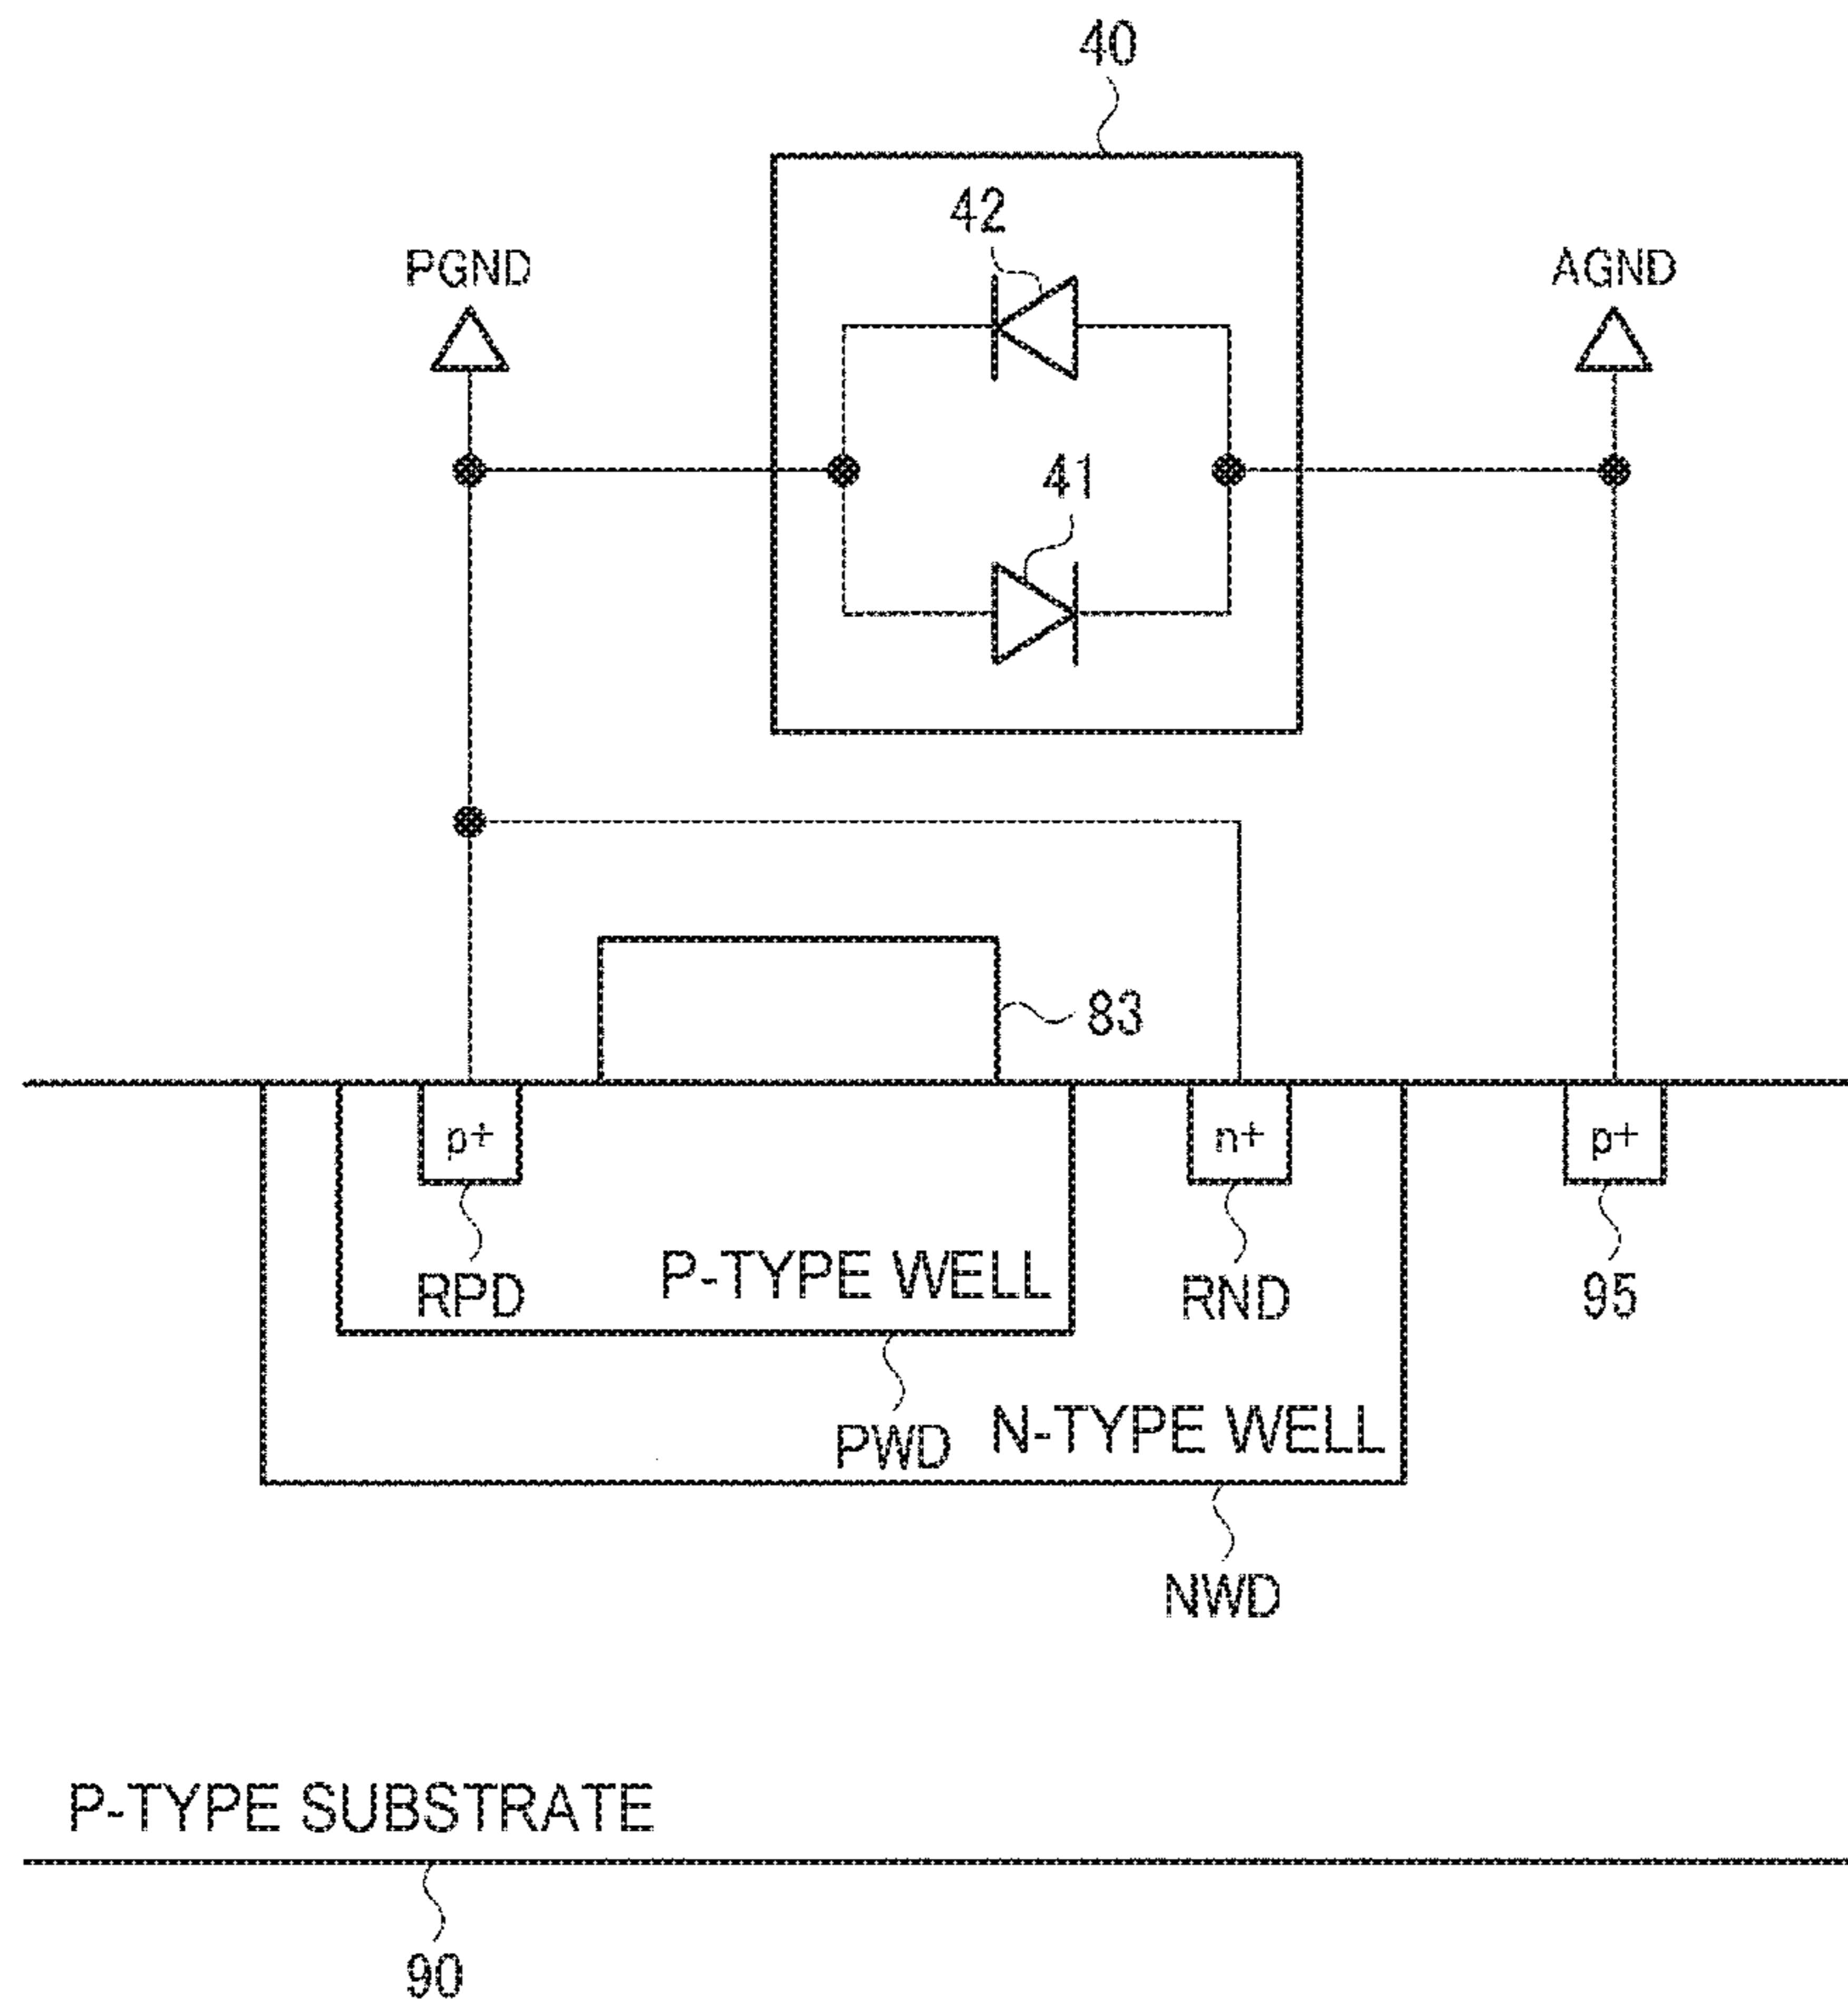 40
42
PGND
AGND
41
83
p+
n+
p+
P-TYPE WELL
RPD
RND
95
PWD
N-TYPE WELL
NWD
P-TYPE SUBSTRATE
90